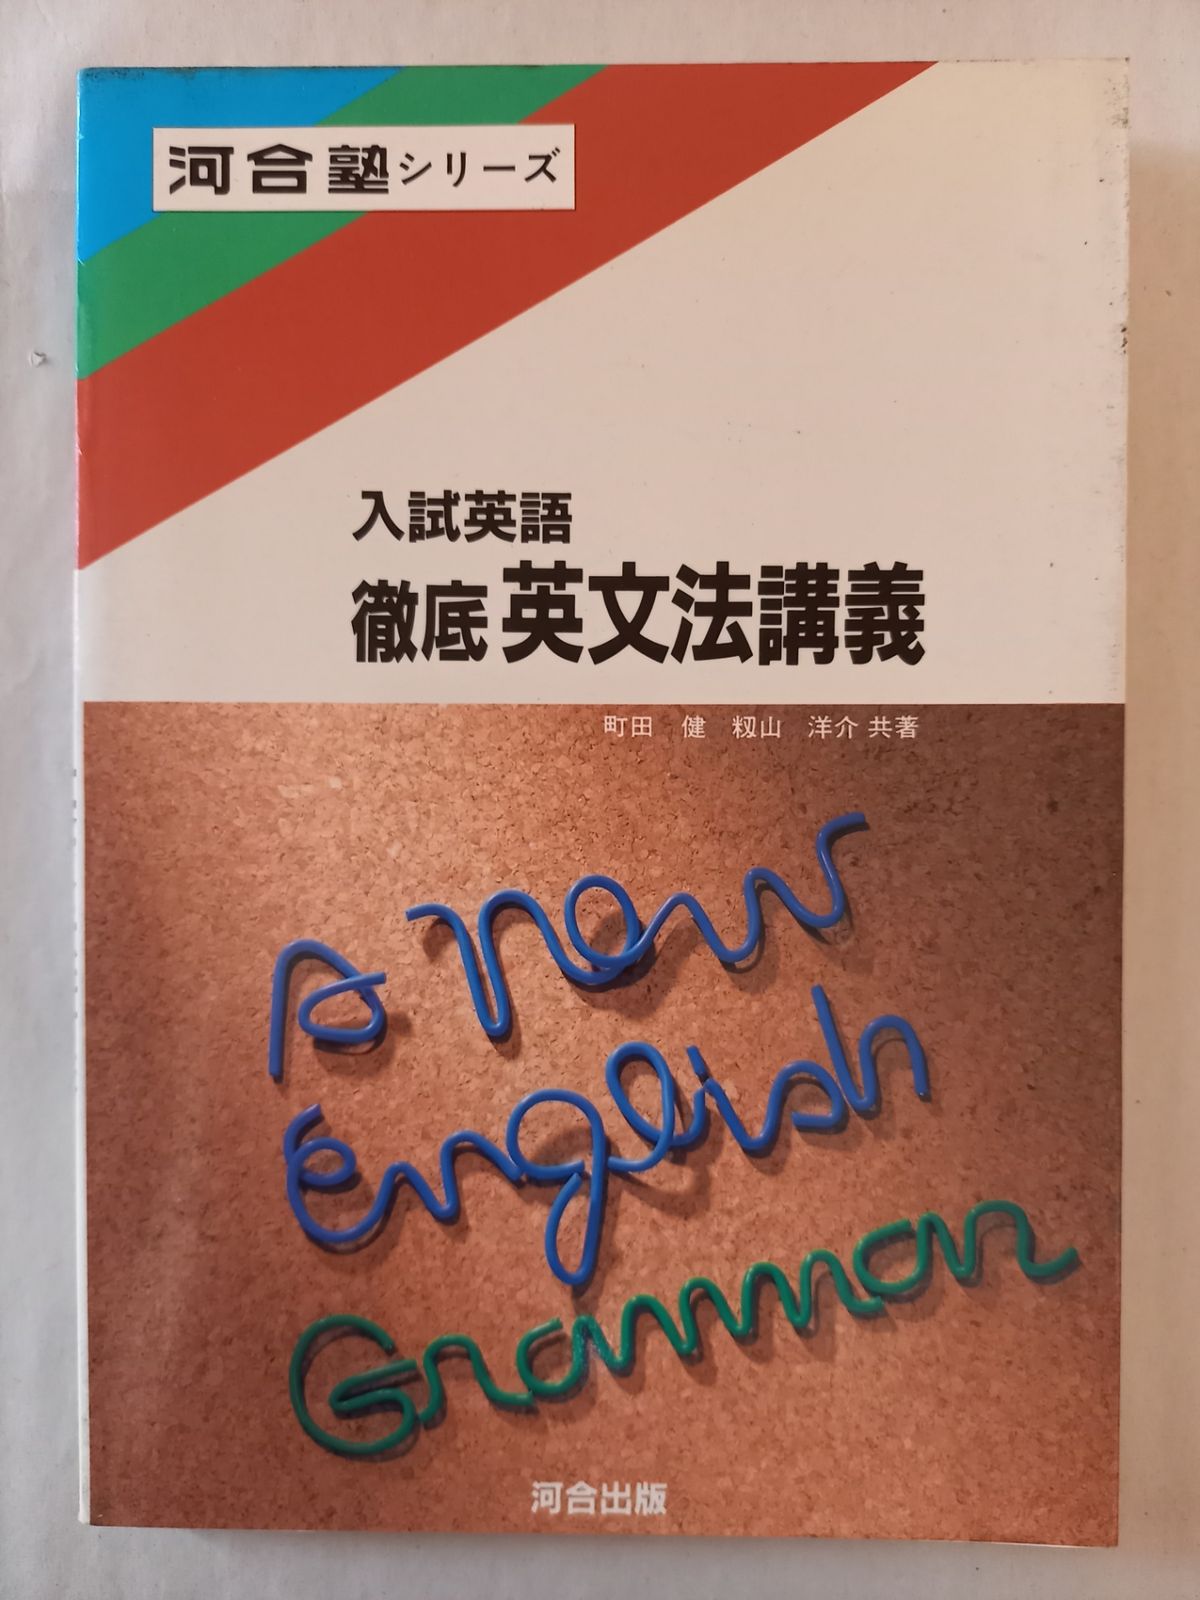 河合塾シリーズ
入試英語
徹底 英文法講義
町田 健 籾山 洋介 共著
A new
English
Grammar
河合出版